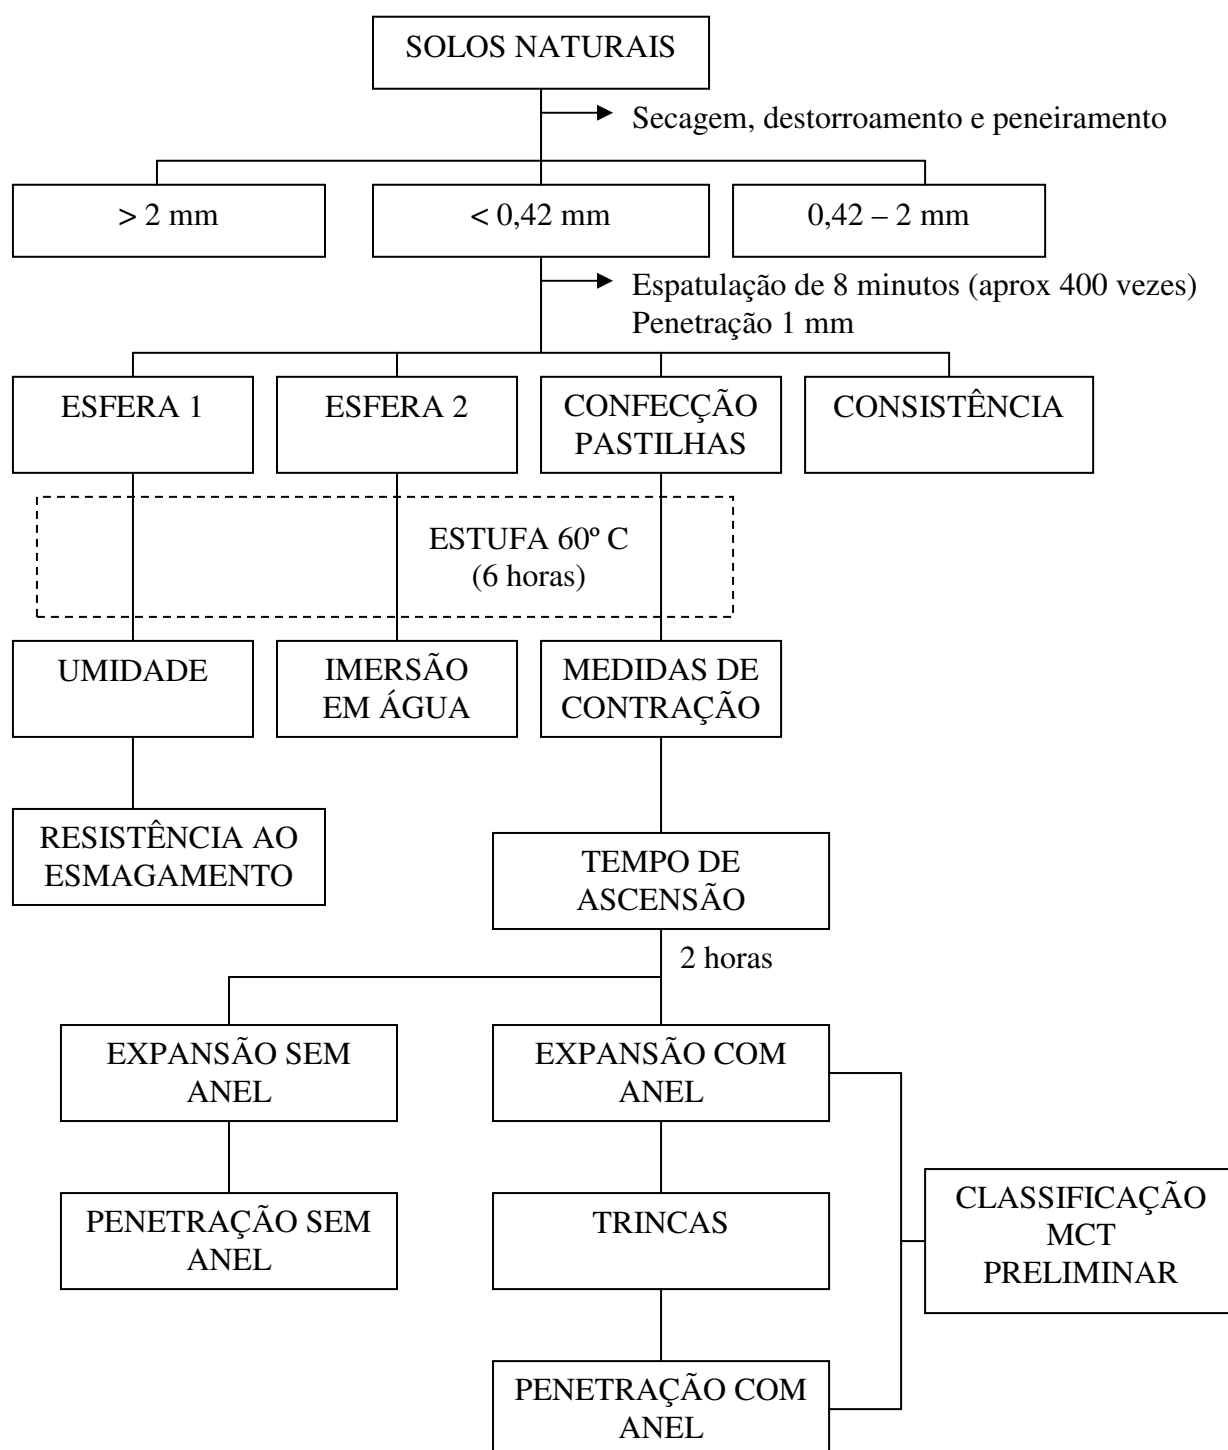 SOLOS NATURAIS
Secagem, destorroamento e peneiramento
> 2 mm
< 0,42 mm
0,42 – 2 mm
Espatulação de 8 minutos (aprox 400 vezes)
Penetração 1 mm
ESFERA 1
ESFERA 2
CONFECÇÃO
PASTILHAS
CONSISTÊNCIA
ESTUFA 60º C
(6 horas)
UMIDADE
IMERSÃO
EM ÁGUA
MEDIDAS DE
CONTRAÇÃO
RESISTÊNCIA AO
ESMAGAMENTO
TEMPO DE
ASCENSÃO
2 horas
EXPANSÃO SEM
ANEL
EXPANSÃO COM
ANEL
PENETRAÇÃO SEM
ANEL
TRINCAS
CLASSIFICAÇÃO
MCT
PRELIMINAR
PENETRAÇÃO COM
ANEL